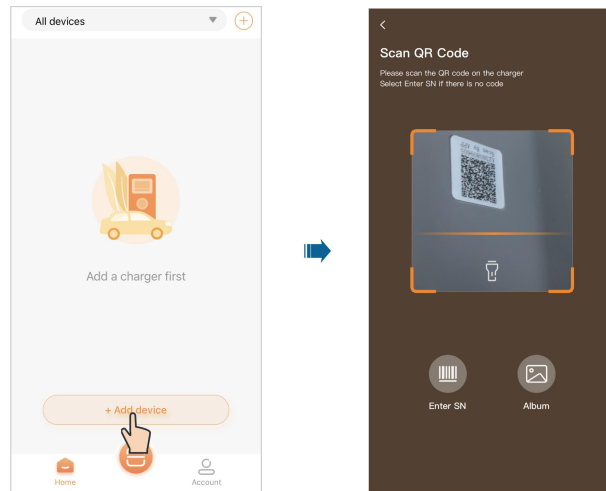 All devices
Add a charger first
+ Add device
Home
Account
Scan QR Code
Please scan the QR code on the charger
Select Enter SN if there is no code
Enter SN
Album